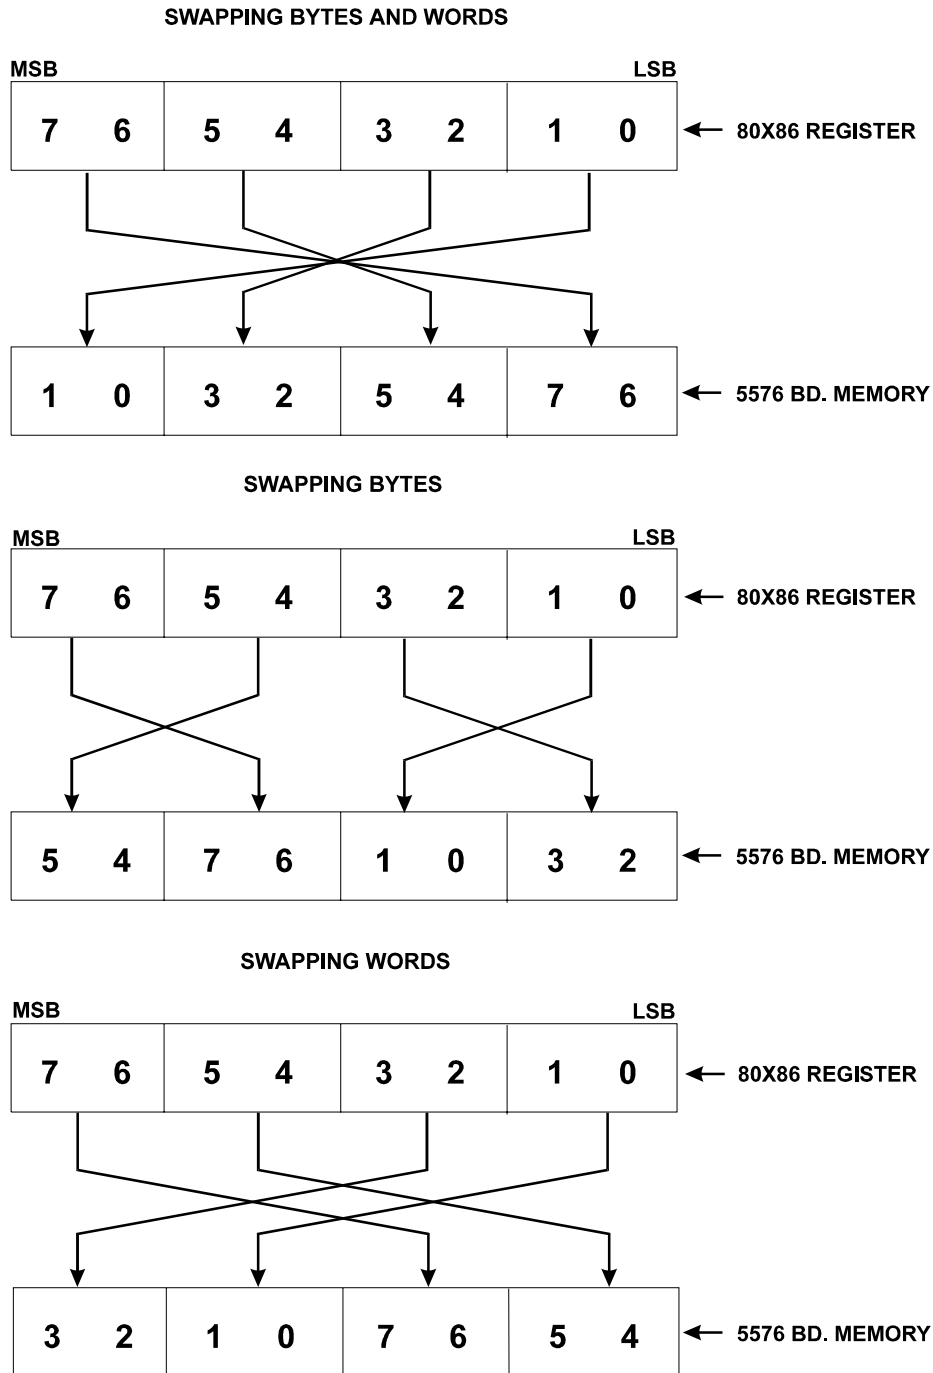 SWAPPING BYTES AND WORDS
MSB LSB
7 6 5 4 3 2 1 0 80X86 REGISTER
1 0 3 2 5 4 7 6 5576 BD. MEMORY
SWAPPING BYTES
MSB LSB
7 6 5 4 3 2 1 0 80X86 REGISTER
5 4 7 6 1 0 3 2 5576 BD. MEMORY
SWAPPING WORDS
MSB LSB
7 6 5 4 3 2 1 0 80X86 REGISTER
3 2 1 0 7 6 5 4 5576 BD. MEMORY